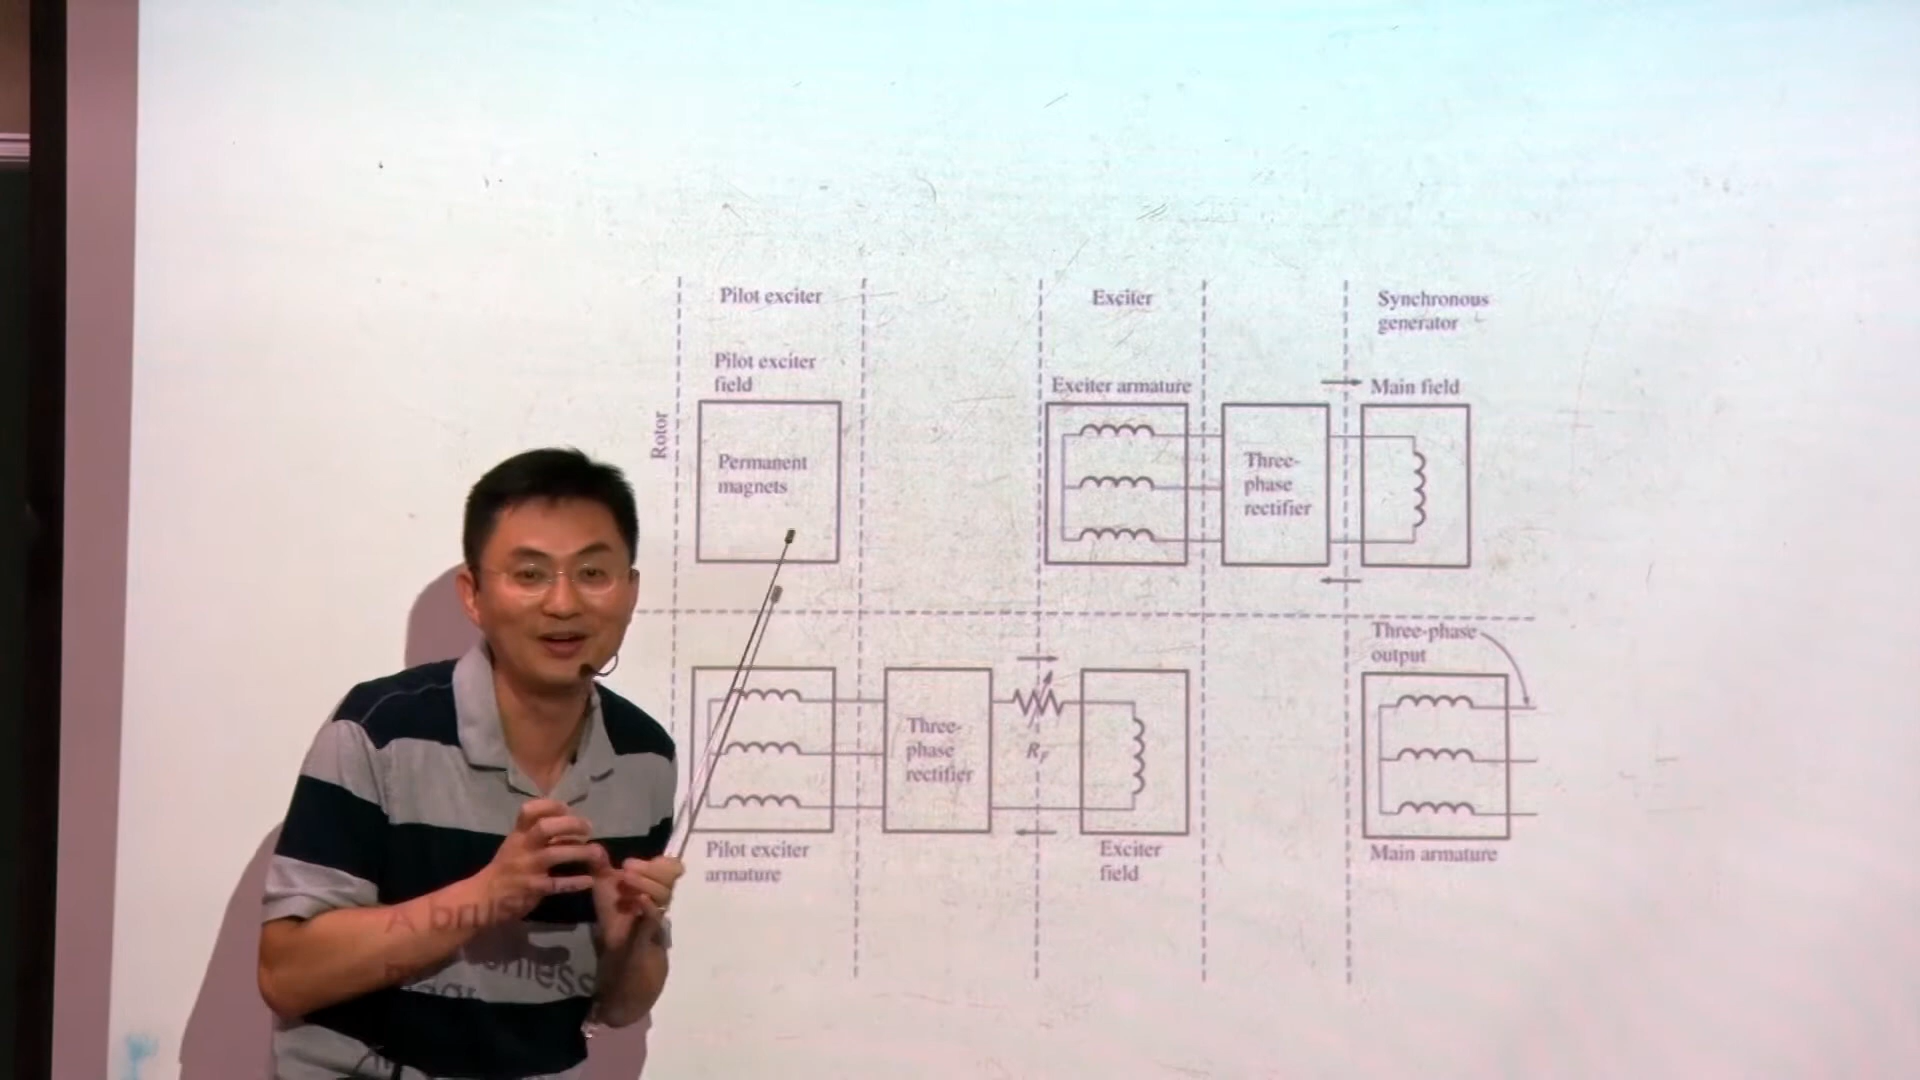 Pilot exciter
Exciter
Synchronous
generator
Pilot exciter
field
Exciter armature
Main field
Rotor
Permanent
magnets
Three-
phase
rectifier
Three-phase
output
Three-
phase
rectifier
R_F
Pilot exciter
armature
Exciter
field
Main armature
A